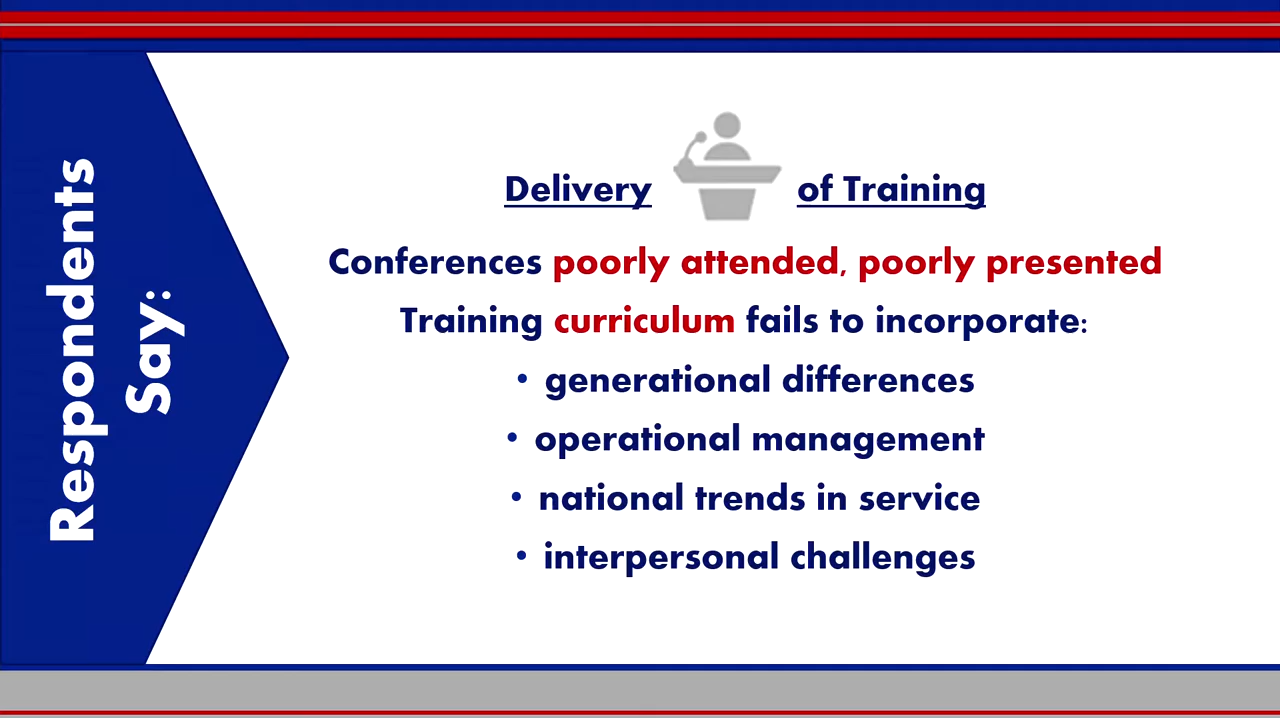 Respondents
Say:
Delivery of Training
Conferences poorly attended, poorly presented
Training curriculum fails to incorporate:
• generational differences
• operational management
• national trends in service
• interpersonal challenges